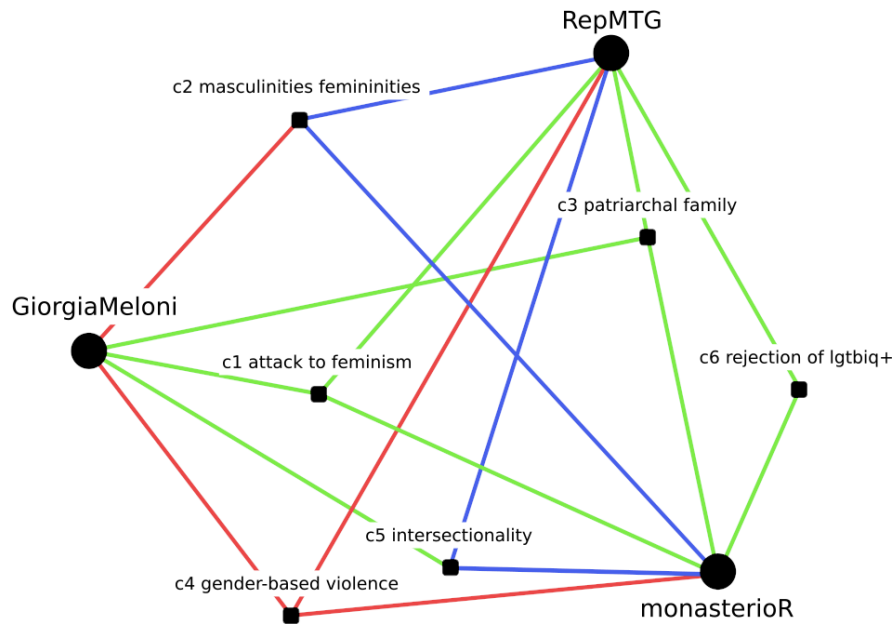 RepMTG
c2 masculinities femininities
c3 patriarchal family
GiorgiaMeloni
c1 attack to feminism
c6 rejection of lgtbiq+
c5 intersectionality
c4 gender-based violence
monasterioR